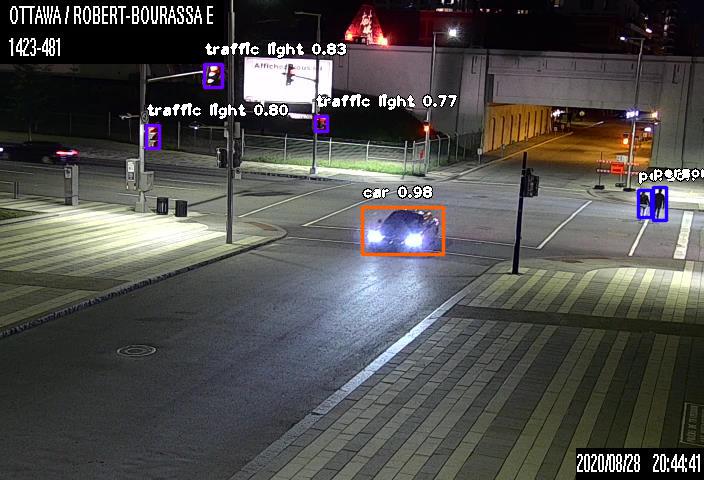 OTTAWA / ROBERT-BOURASSA E
1423-481
traffic light 0.83
traffic light 0.80
traffic light 0.77
car 0.98
person
2020/08/28 20:44:41